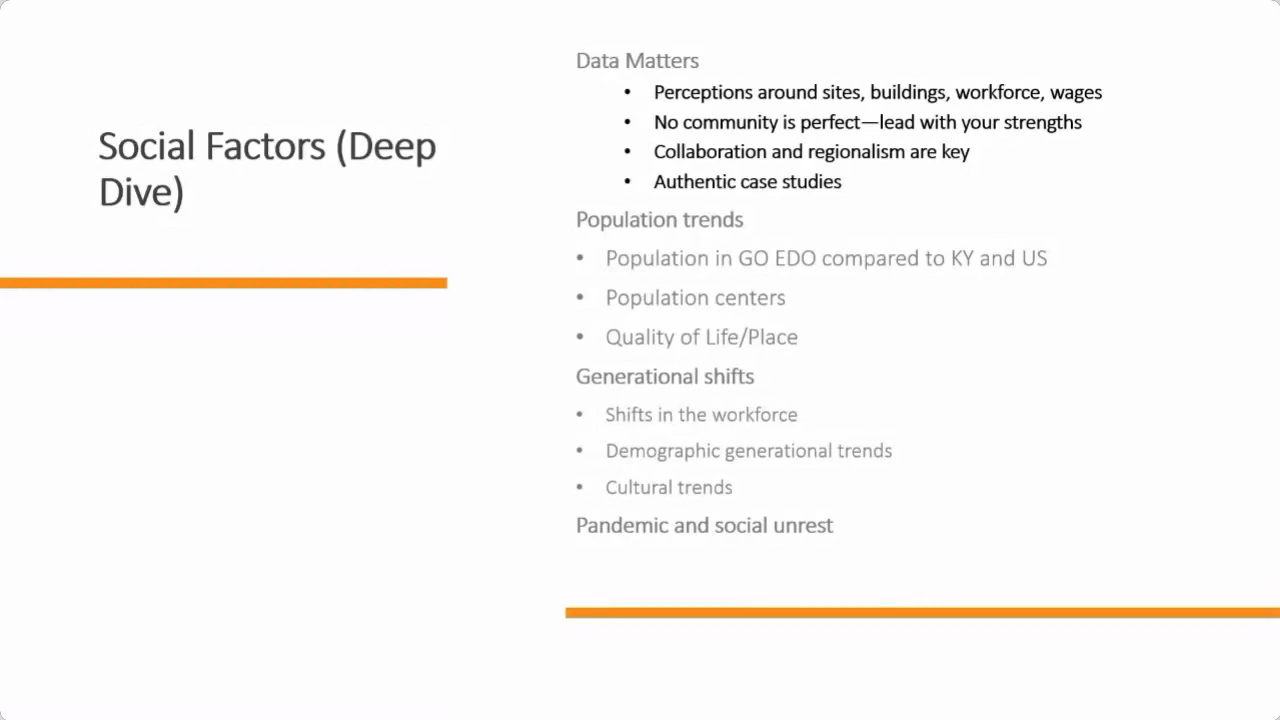 Social Factors (Deep
Dive)
Data Matters
• Perceptions around sites, buildings, workforce, wages
• No community is perfect—lead with your strengths
• Collaboration and regionalism are key
• Authentic case studies
Population trends
• Population in GO EDO compared to KY and US
• Population centers
• Quality of Life/Place
Generational shifts
• Shifts in the workforce
• Demographic generational trends
• Cultural trends
Pandemic and social unrest